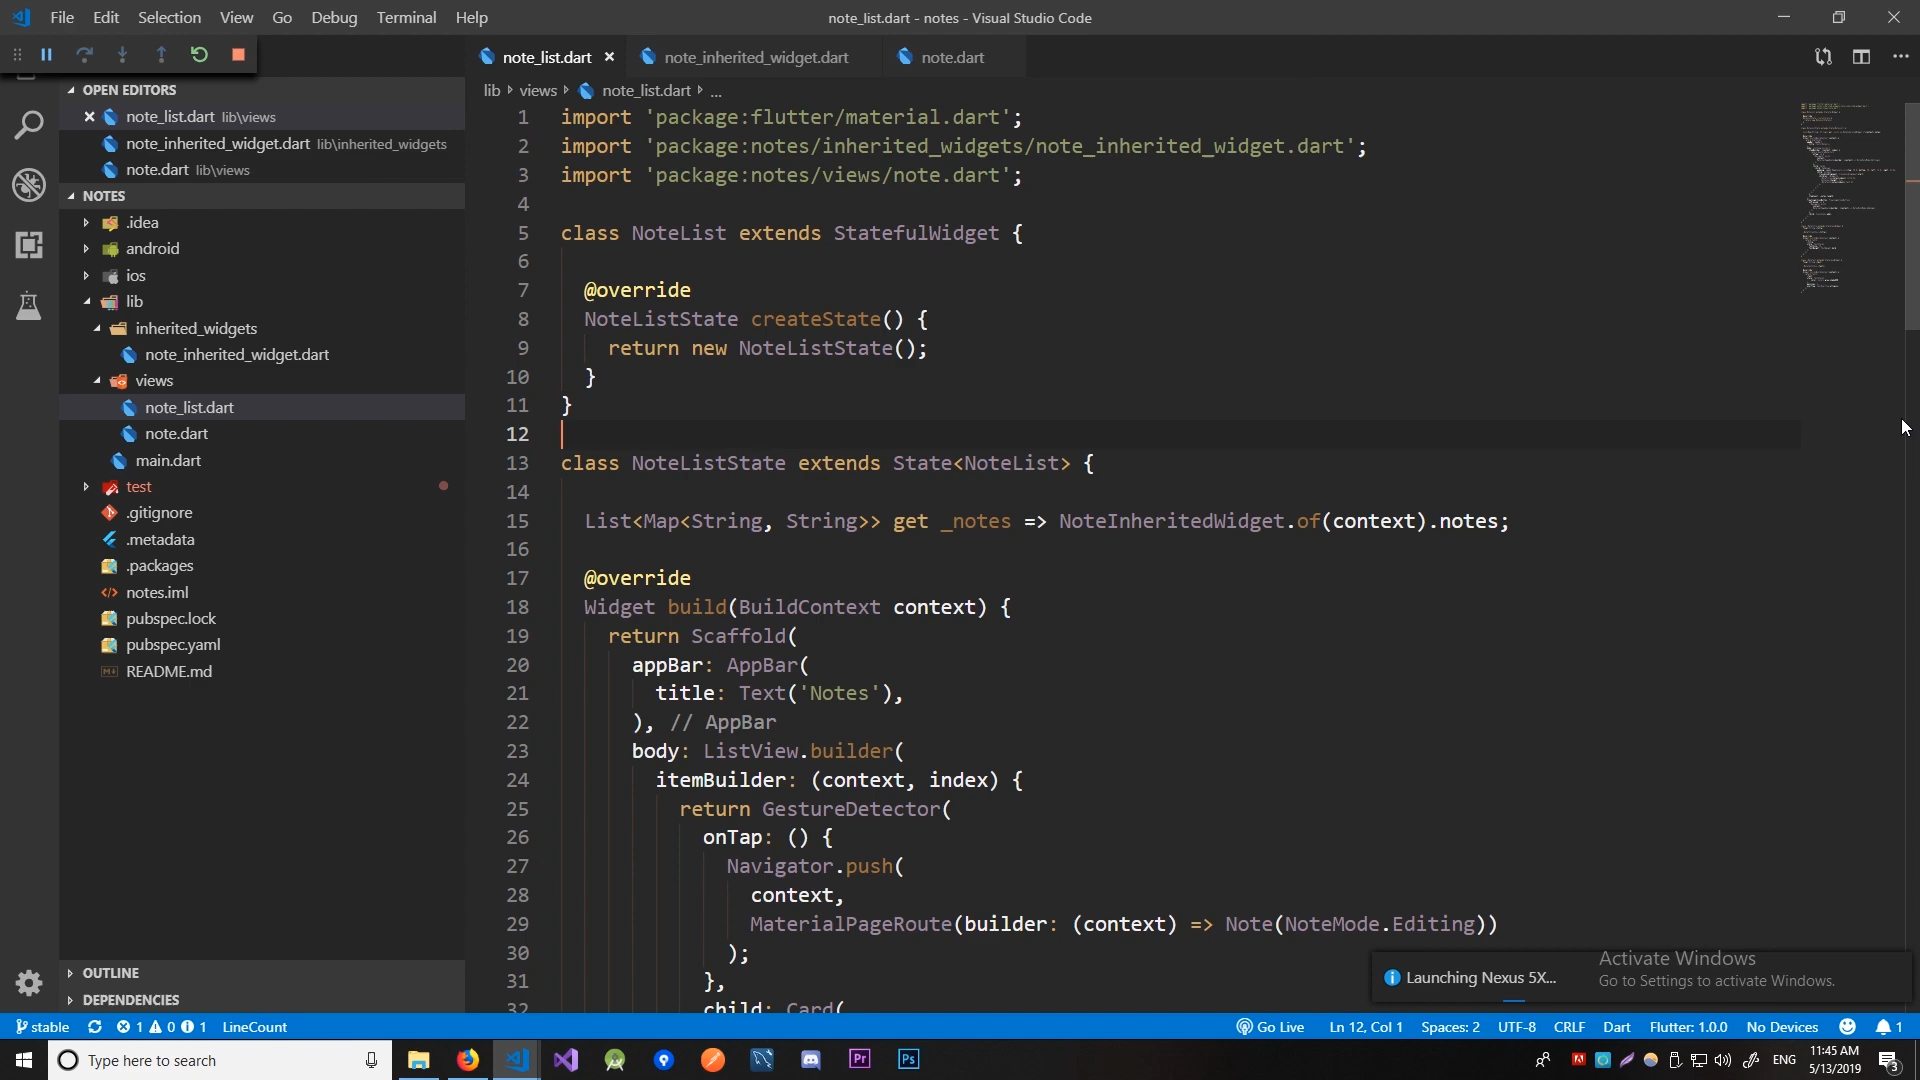 File Edit Selection View Go Debug Terminal Help
note_list.dart - notes - Visual Studio Code
note_list.dart
note_inherited_widget.dart
note.dart
OPEN EDITORS
note_list.dart lib\views
note_inherited_widget.dart lib\inherited_widgets
note.dart lib\views
NOTES
.idea
android
ios
lib
inherited_widgets
note_inherited_widget.dart
views
note_list.dart
note.dart
main.dart
test
.gitignore
.metadata
.packages
notes.iml
pubspec.lock
pubspec.yaml
README.md
OUTLINE
DEPENDENCIES
lib views note_list.dart ...
1 import 'package:flutter/material.dart';
2 import 'package:notes/inherited_widgets/note_inherited_widget.dart';
3 import 'package:notes/views/note.dart';
4
5 class NoteList extends StatefulWidget {
6
7 @override
8 NoteListState createState() {
9 return new NoteListState();
10 }
11 }
12
13 class NoteListState extends State<NoteList> {
14
15 List<Map<String, String>> get _notes => NoteInheritedWidget.of(context).notes;
16
17 @override
18 Widget build(BuildContext context) {
19 return Scaffold(
20 appBar: AppBar(
21 title: Text('Notes'),
22 ), // AppBar
23 body: ListView.builder(
24 itemBuilder: (context, index) {
25 return GestureDetector(
26 onTap: () {
27 Navigator.push(
28 context,
29 MaterialPageRoute(builder: (context) => Note(NoteMode.Editing))
30 );
31 },
32 child: Card(
Launching Nexus 5X...
Activate Windows
Go to Settings to activate Windows.
stable 1 0 1 LineCount
Go Live Ln 12, Col 1 Spaces: 2 UTF-8 CRLF Dart Flutter: 1.0.0 No Devices 1
Type here to search
Pr
Ps
ENG
11:45 AM
5/13/2019
3